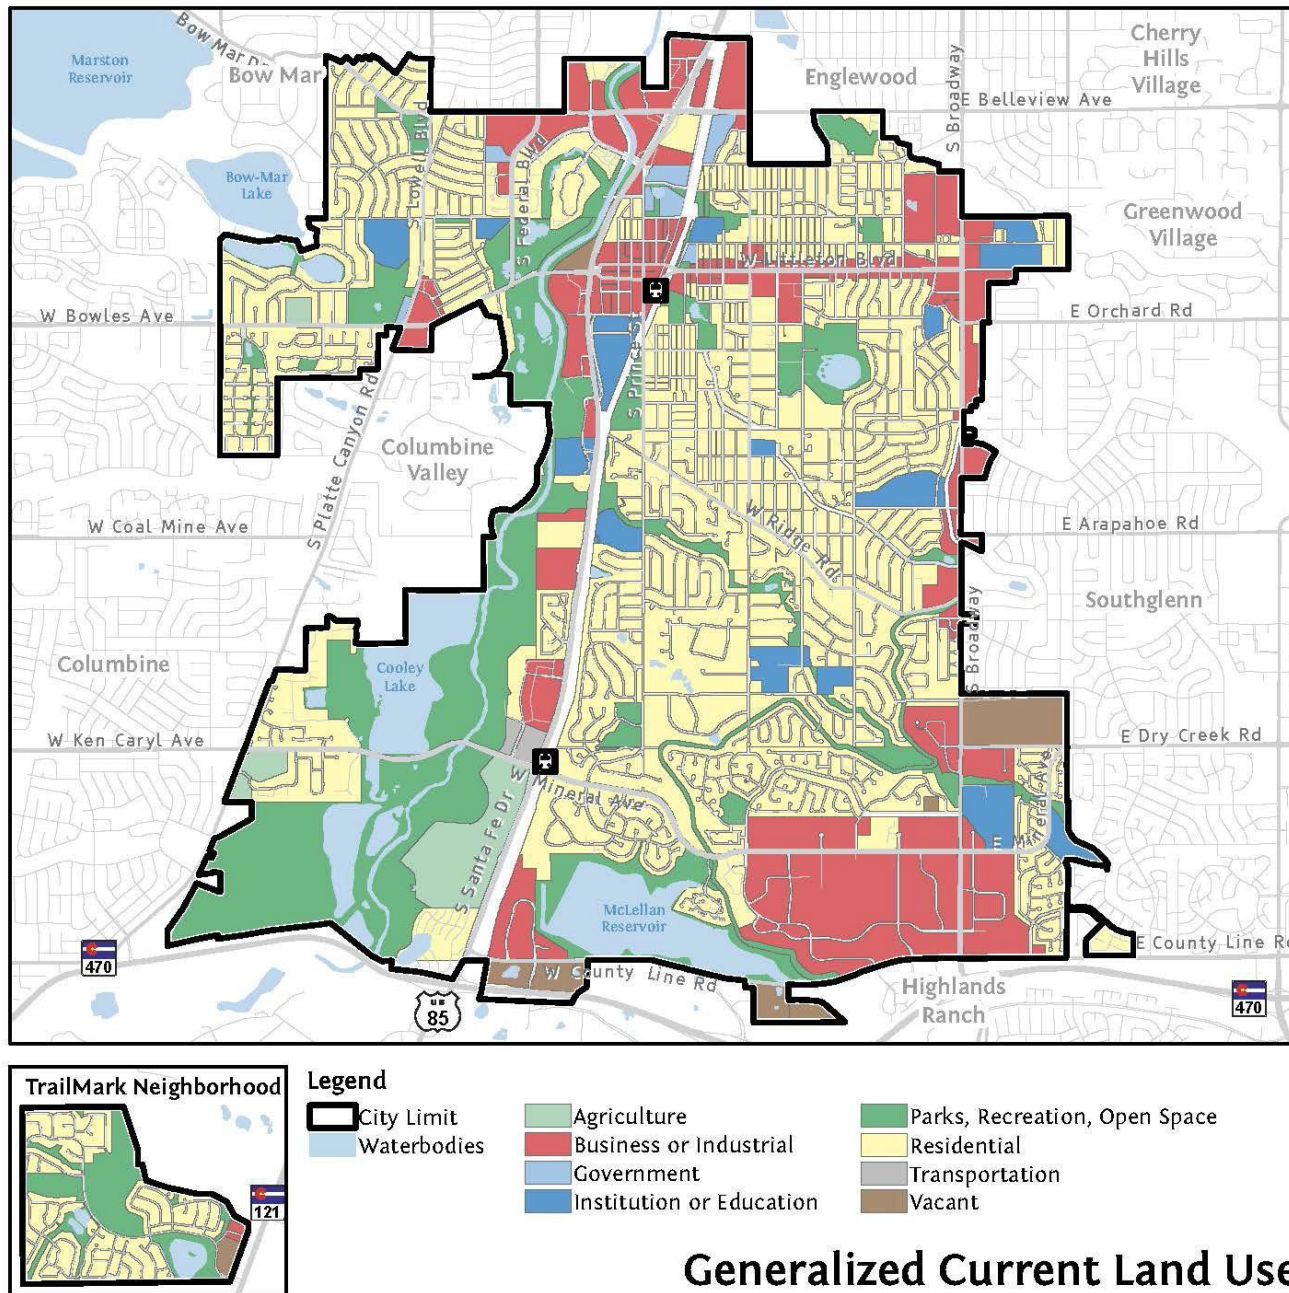 Bow Mar Dr
Marston
Reservoir
Bow Mar
Englewood
Cherry
Hills
Village
S Broadway
E Belleview Ave
S Lowell Blvd
S Federal Blvd
Bow-Mar
Lake
Greenwood
Village
W Littleton Blvd
W Bowles Ave
E Orchard Rd
S Prince St
S Platte Canyon Rd
Columbine
Valley
W Coal Mine Ave
W Ridge Rd
E Arapahoe Rd
Southglenn
S Broadway
Columbine
Cooley
Lake
W Ken Caryl Ave
E Dry Creek Rd
W Mineral Ave
E Mineral Ave
S Santa Fe Dr
McLellan
Reservoir
E County Line Rd
W County Line Rd
470
US
85
Highlands
Ranch
470
TrailMark Neighborhood
121
Legend
City Limit
Waterbodies
Agriculture
Business or Industrial
Government
Institution or Education
Parks, Recreation, Open Space
Residential
Transportation
Vacant
Generalized Current Land Use